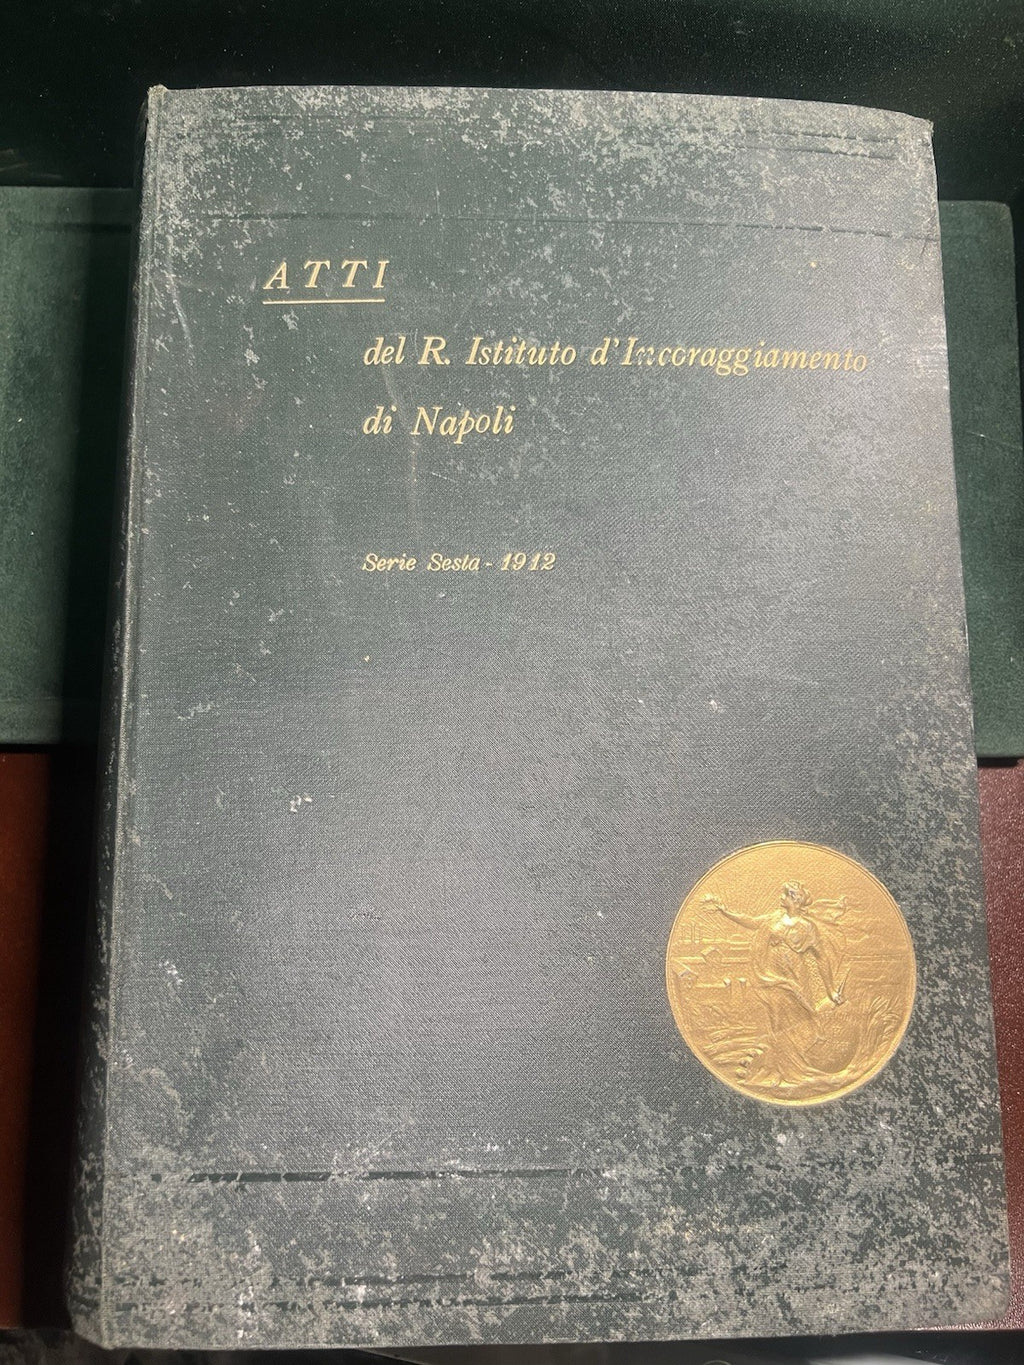 ATTI
del R. Istituto d'Incoraggiamento
di Napoli
Serie Sesta - 1912